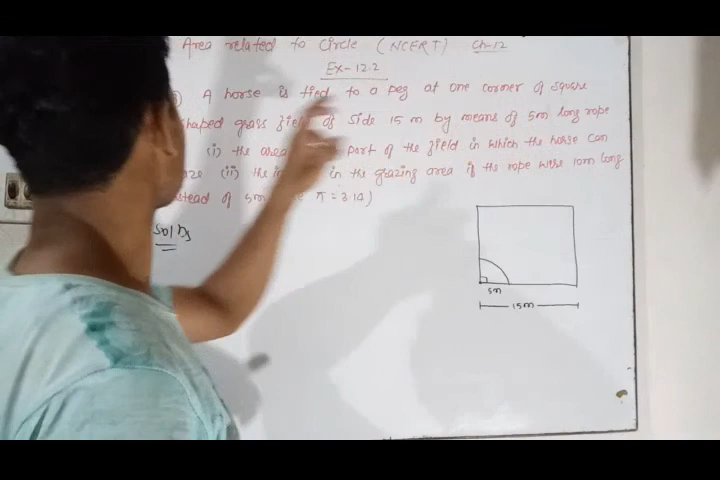 Area related to Circle (NCERT) Ch-12
Ex-12.2
A horse is tied to a peg at one corner of square
shaped grass field of side 15 m by means of 5m long rope
(i) the area part of the field in which the horse can
(ii) the in the grazing area if the rope were 10m long
of 5m π = 3.14)
Soln
5m
15m